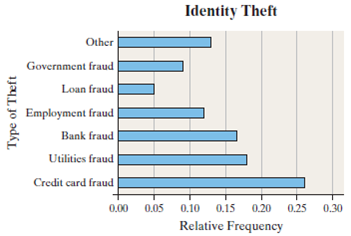 Identity Theft
Type of Theft
Other
Government fraud
Loan fraud
Employment fraud
Bank fraud
Utilities fraud
Credit card fraud
0.00 0.05 0.10 0.15 0.20 0.25 0.30
Relative Frequency